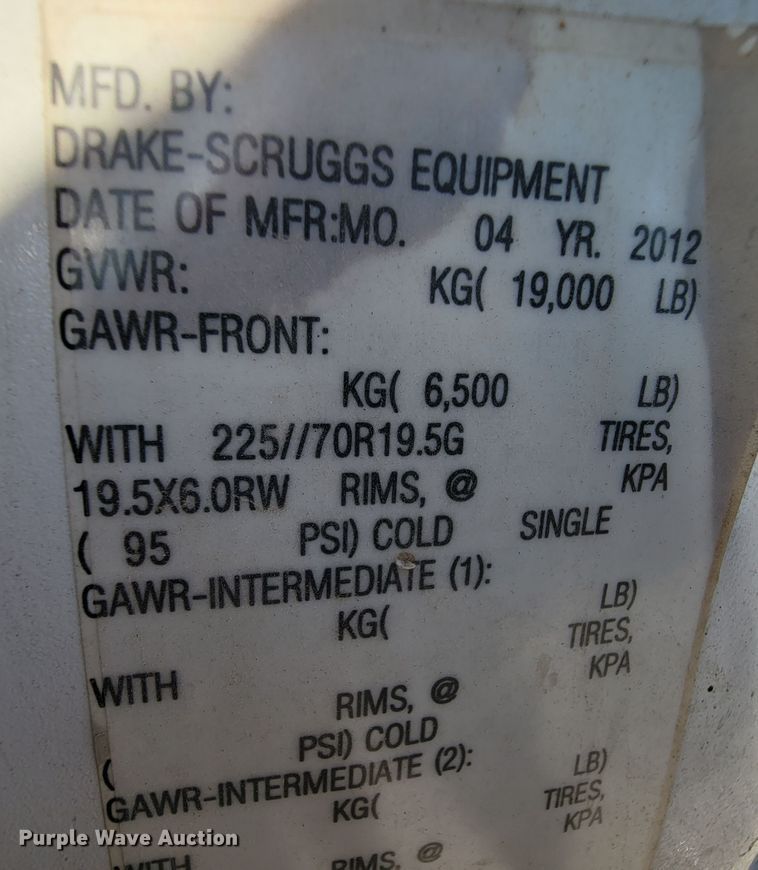 MFD. BY:
DRAKE-SCRUGGS EQUIPMENT
DATE OF MFR:MO. 04 YR. 2012
GVWR: KG( 19,000 LB)
GAWR-FRONT:
KG( 6,500 LB)
WITH 225//70R19.5G TIRES,
19.5X6.0RW RIMS, @ KPA
( 95 PSI) COLD SINGLE
GAWR-INTERMEDIATE (1):
KG( LB)
WITH TIRES,
RIMS, @ KPA
( PSI) COLD
GAWR-INTERMEDIATE (2):
KG( LB)
WITH TIRES,
RIMS, @ KPA
Purple Wave Auction